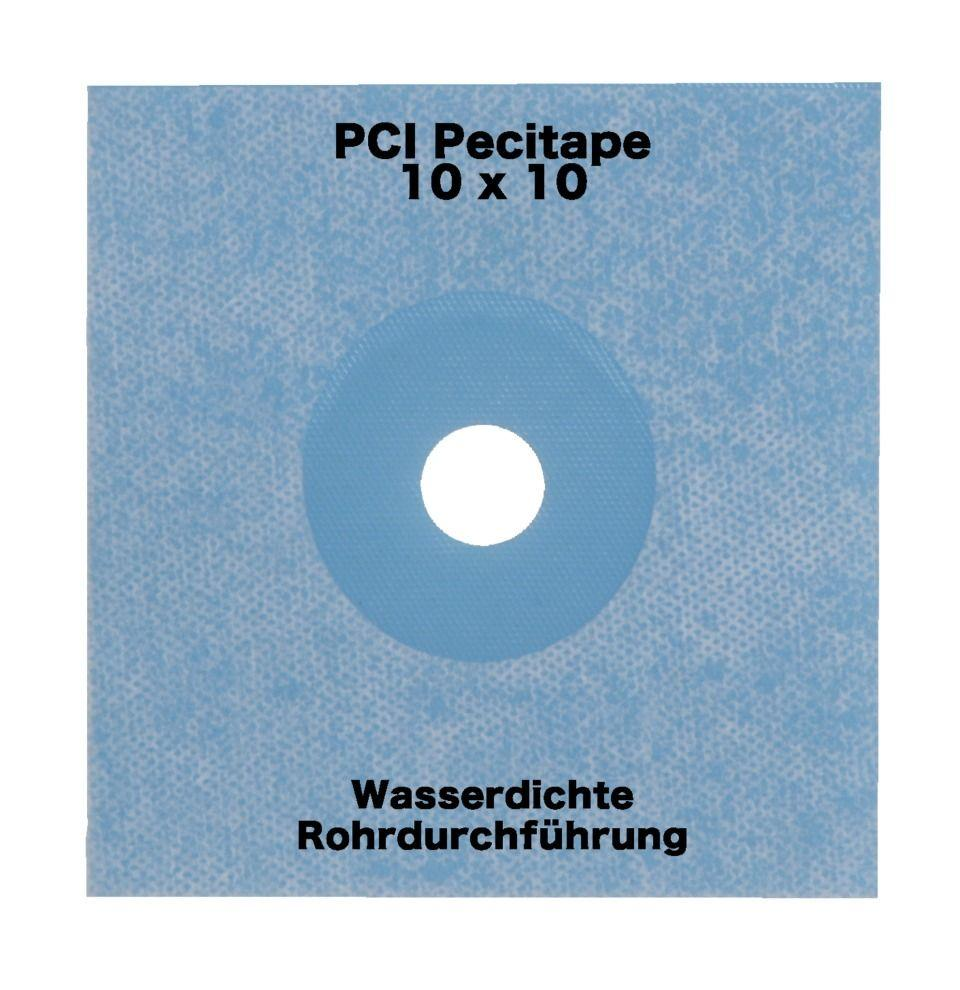 PCI Pecitape
10 x 10
Wasserdichte
Rohrdurchführung